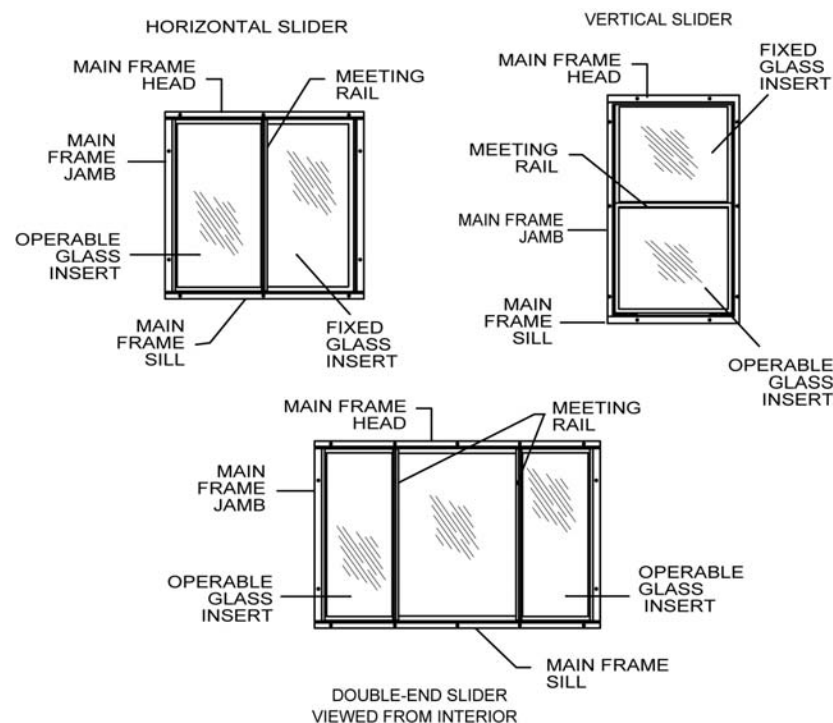 HORIZONTAL SLIDER
MAIN FRAME
HEAD
MEETING
RAIL
MAIN
FRAME
JAMB
OPERABLE
GLASS
INSERT
MAIN
FRAME
SILL
FIXED
GLASS
INSERT
VERTICAL SLIDER
MAIN FRAME
HEAD
FIXED
GLASS
INSERT
MEETING
RAIL
MAIN FRAME
JAMB
MAIN
FRAME
SILL
OPERABLE
GLASS
INSERT
MAIN FRAME
HEAD
MEETING
RAIL
MAIN
FRAME
JAMB
OPERABLE
GLASS
INSERT
OPERABLE
GLASS
INSERT
MAIN FRAME
SILL
DOUBLE-END SLIDER
VIEWED FROM INTERIOR